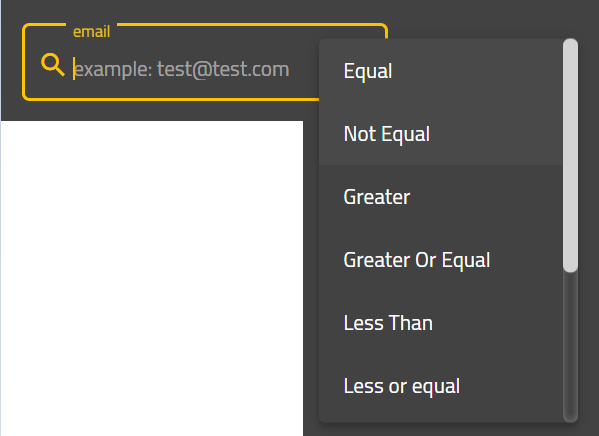 email
example: test@test.com
Equal
Not Equal
Greater
Greater Or Equal
Less Than
Less or equal